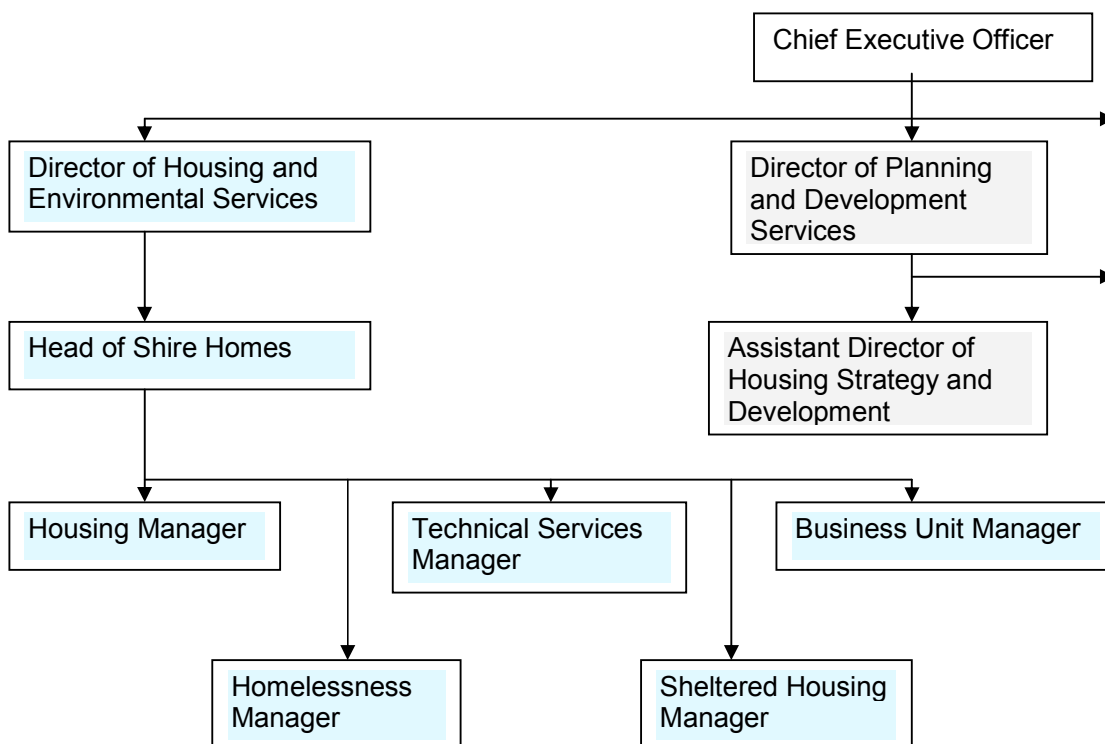 Chief Executive Officer
Director of Housing and
Environmental Services
Director of Planning
and Development
Services
Head of Shire Homes
Assistant Director of
Housing Strategy and
Development
Housing Manager
Technical Services
Manager
Business Unit Manager
Homelessness
Manager
Sheltered Housing
Manager